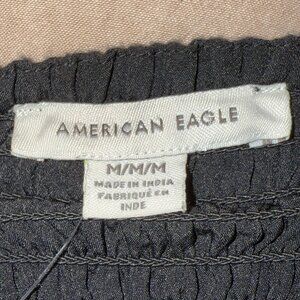 AMERICAN EAGLE
M/M/M
MADE IN INDIA
FABRIQUÉ EN
INDE